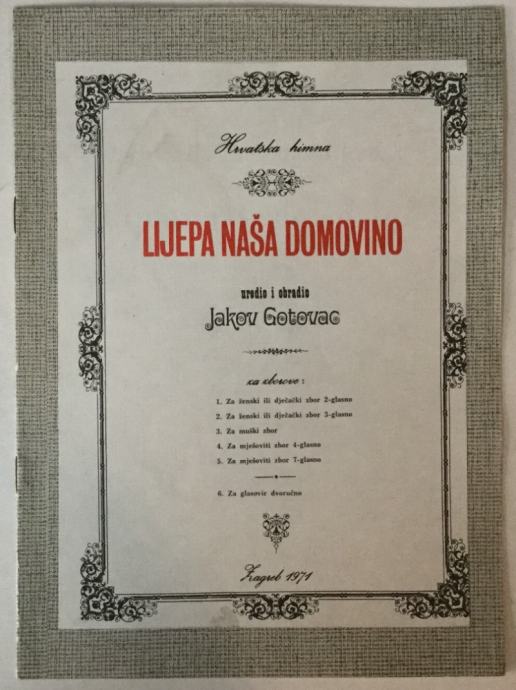 Hrvatska himna
LIJEPA NAŠA DOMOVINO
uredio i obradio
Jakov Gotovac
za zborove :
1. Za ženski ili dječački zbor 2-glasno
2. Za ženski ili dječački zbor 3-glasno
3. Za muški zbor
4. Za mješoviti zbor 4-glasno
5. Za mješoviti zbor 7-glasno
6. Za glasovir dvoručno
Zagreb 1971